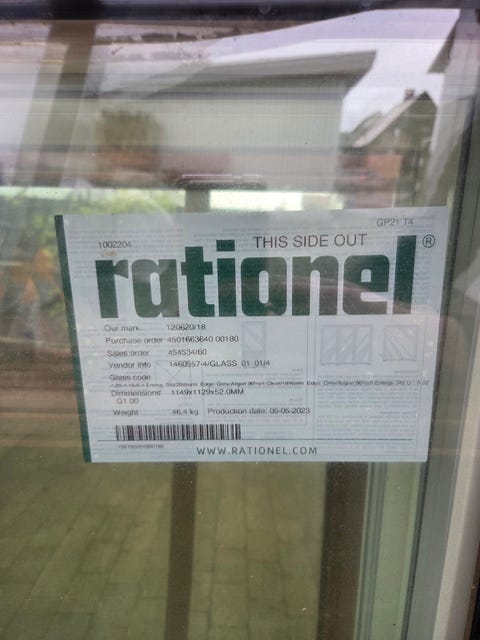 GP21 T4
1002204
THIS SIDE OUT
rationel®
Our mark 120620/18
Purchase order 4501663640 00180
Sales order 454534/60
Vendor info 1460557-4/GLASS 01 01/4
Glass code
Dimmensions 1149x1129x52.0MM
G1 00
Weight 46,4 kg Production date: 05-05-2023
WWW.RATIONEL.COM